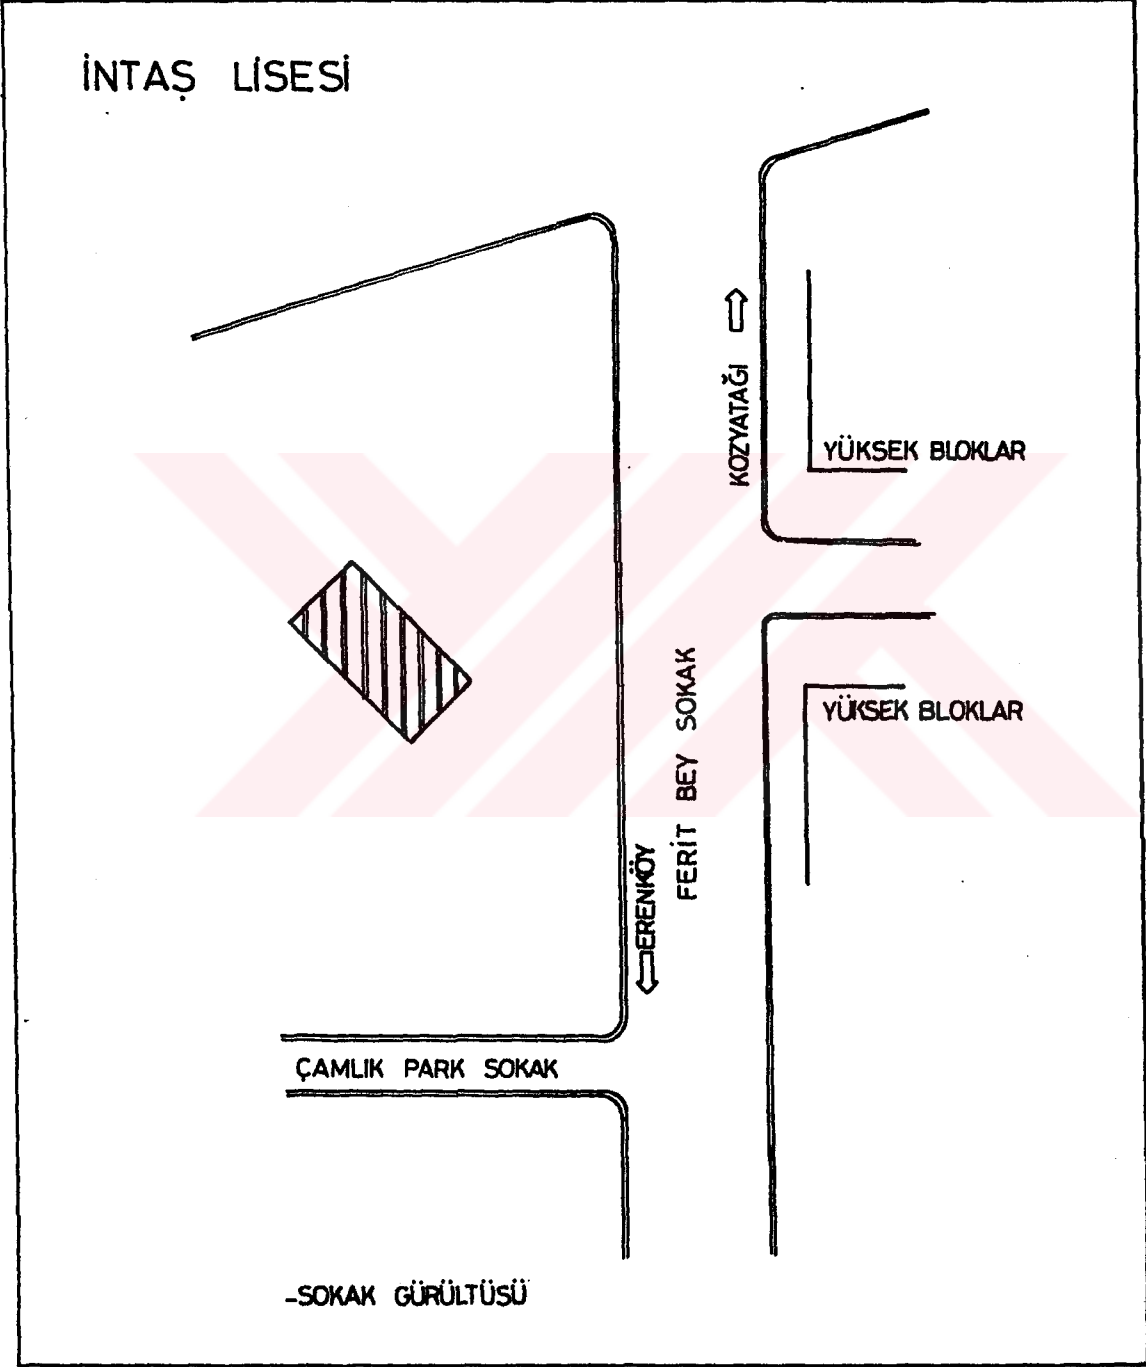 İNTAŞ LİSESİ
KOZYATAĞI
YÜKSEK BLOKLAR
FERİT BEY SOKAK
YÜKSEK BLOKLAR
ERENKÖY
ÇAMLIK PARK SOKAK
-SOKAK GÜRÜLTÜSÜ